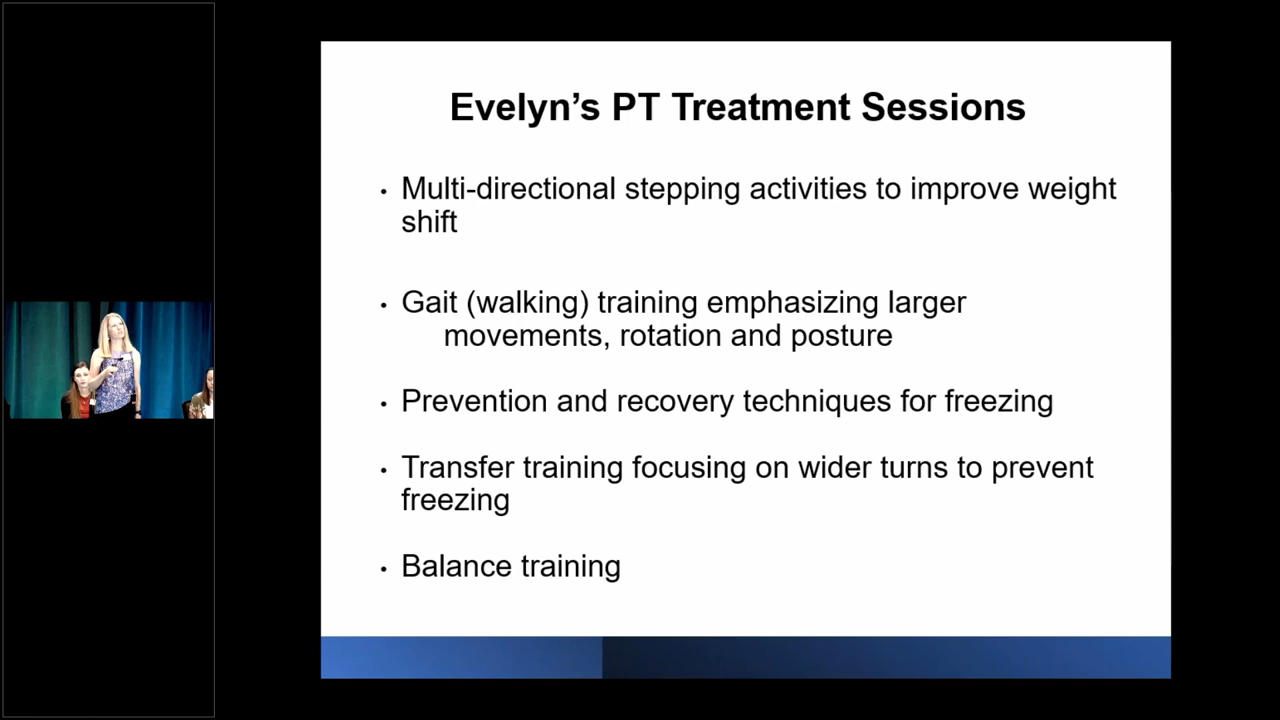 Evelyn’s PT Treatment Sessions
• Multi-directional stepping activities to improve weight
shift
• Gait (walking) training emphasizing larger
movements, rotation and posture
• Prevention and recovery techniques for freezing
• Transfer training focusing on wider turns to prevent
freezing
• Balance training